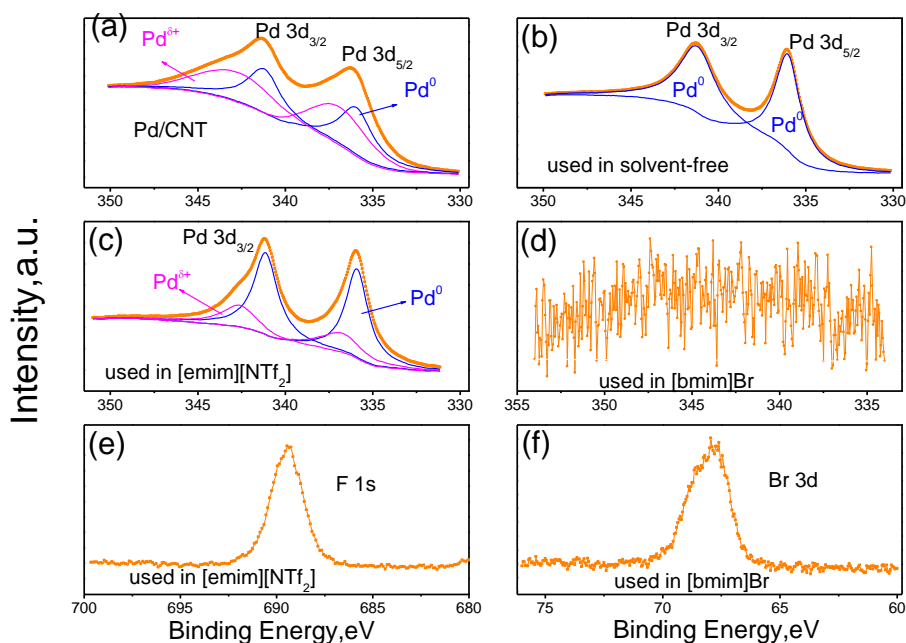 Intensity,a.u.
(a)
Pd 3d3/2
Pd 3d5/2
Pdδ+
Pd0
Pd/CNT
350 345 340 335 330
(b)
Pd 3d3/2
Pd 3d5/2
Pd0
Pd0
used in solvent-free
350 345 340 335 330
(c)
Pd 3d3/2
Pdδ+
Pd0
used in [emim][NTf2]
350 345 340 335 330
(d)
used in [bmim]Br
355 350 345 340 335
(e)
F 1s
used in [emim][NTf2]
700 695 690 685 680
Binding Energy,eV
(f)
Br 3d
used in [bmim]Br
75 70 65 60
Binding Energy,eV